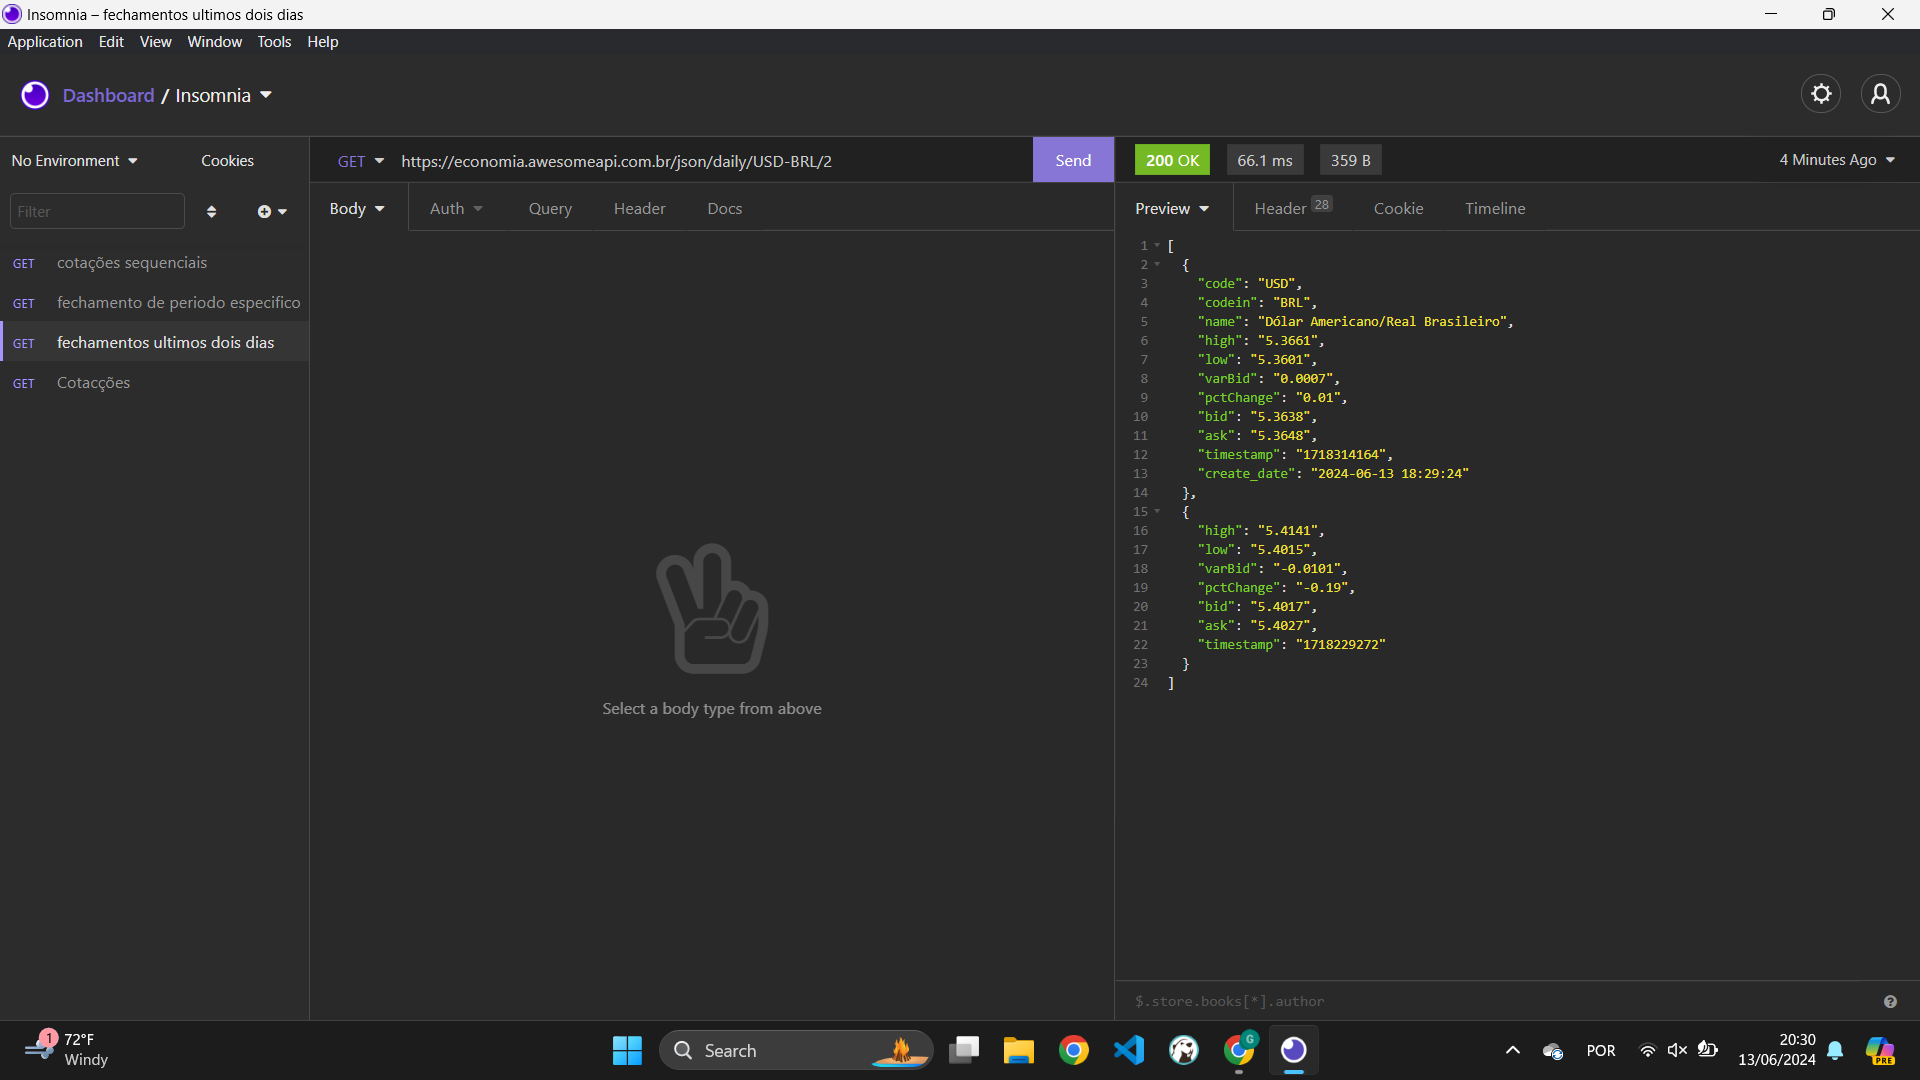 Insomnia – fechamentos ultimos dois dias
Application Edit View Window Tools Help
Dashboard / Insomnia
No Environment Cookies
Filter
GET cotações sequenciais
GET fechamento de periodo especifico
GET fechamentos ultimos dois dias
GET Cotacções
GET https://economia.awesomeapi.com.br/json/daily/USD-BRL/2 Send
Body Auth Query Header Docs
Select a body type from above
200 OK 66.1 ms 359 B 4 Minutes Ago
Preview Header 28 Cookie Timeline
1 [
2 {
3 "code": "USD",
4 "codein": "BRL",
5 "name": "Dólar Americano/Real Brasileiro",
6 "high": "5.3661",
7 "low": "5.3601",
8 "varBid": "0.0007",
9 "pctChange": "0.01",
10 "bid": "5.3638",
11 "ask": "5.3648",
12 "timestamp": "1718314164",
13 "create_date": "2024-06-13 18:29:24"
14 },
15 {
16 "high": "5.4141",
17 "low": "5.4015",
18 "varBid": "-0.0101",
19 "pctChange": "-0.19",
20 "bid": "5.4017",
21 "ask": "5.4027",
22 "timestamp": "1718229272"
23 }
24 ]
$.store.books[*].author
1
72°F
Windy
Search
G
POR
20:30
13/06/2024
PRE